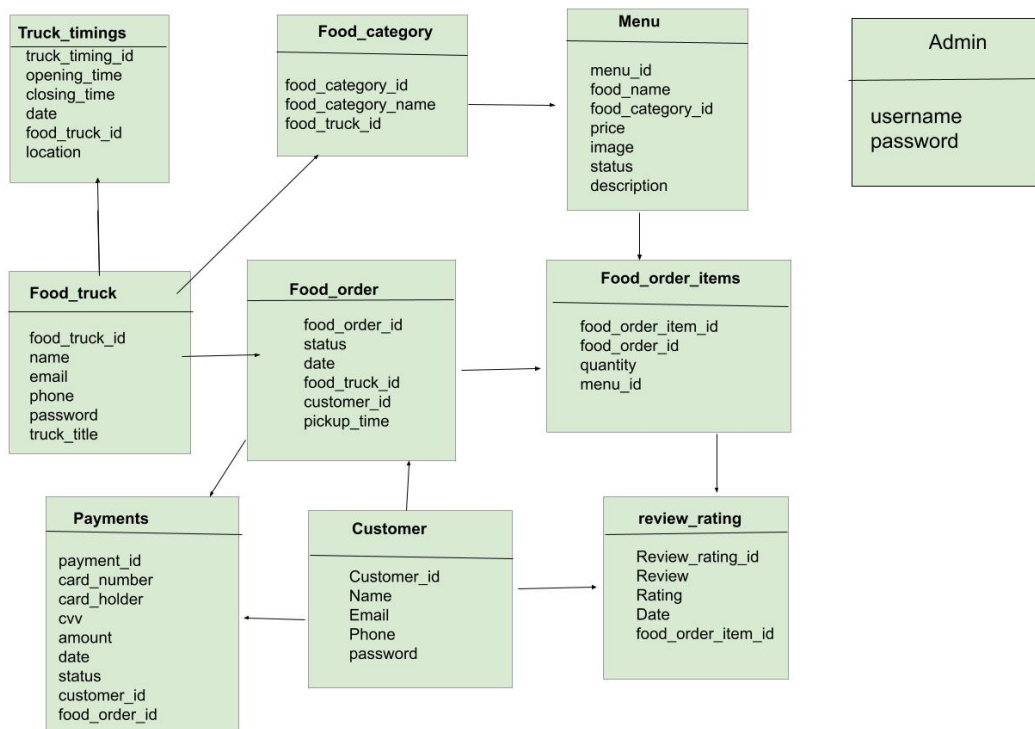 Truck_timings
truck_timing_id
opening_time
closing_time
date
food_truck_id
location
Food_category
food_category_id
food_category_name
food_truck_id
Menu
menu_id
food_name
food_category_id
price
image
status
description
Admin
username
password
Food_truck
food_truck_id
name
email
phone
password
truck_title
Food_order
food_order_id
status
date
food_truck_id
customer_id
pickup_time
Food_order_items
food_order_item_id
food_order_id
quantity
menu_id
Payments
payment_id
card_number
card_holder
cvv
amount
date
status
customer_id
food_order_id
Customer
Customer_id
Name
Email
Phone
password
review_rating
Review_rating_id
Review
Rating
Date
food_order_item_id